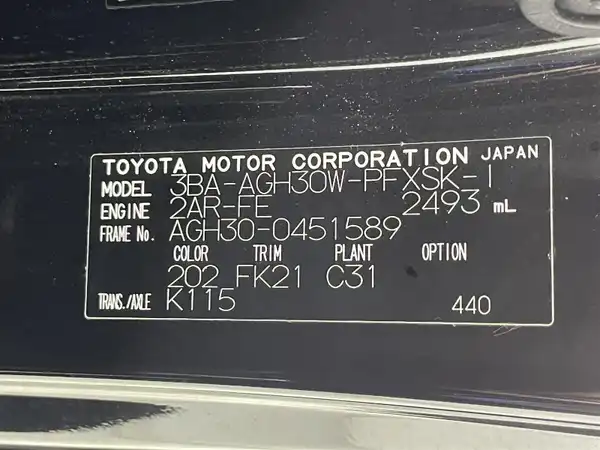 TOYOTA MOTOR CORPORATION JAPAN
MODEL 3BA-AGH30W-PFXSK-1
ENGINE 2AR-FE 2493 mL
FRAME No. AGH30-0451589
COLOR TRIM PLANT OPTION
202 FK21 C31
TRANS./AXLE K115 440